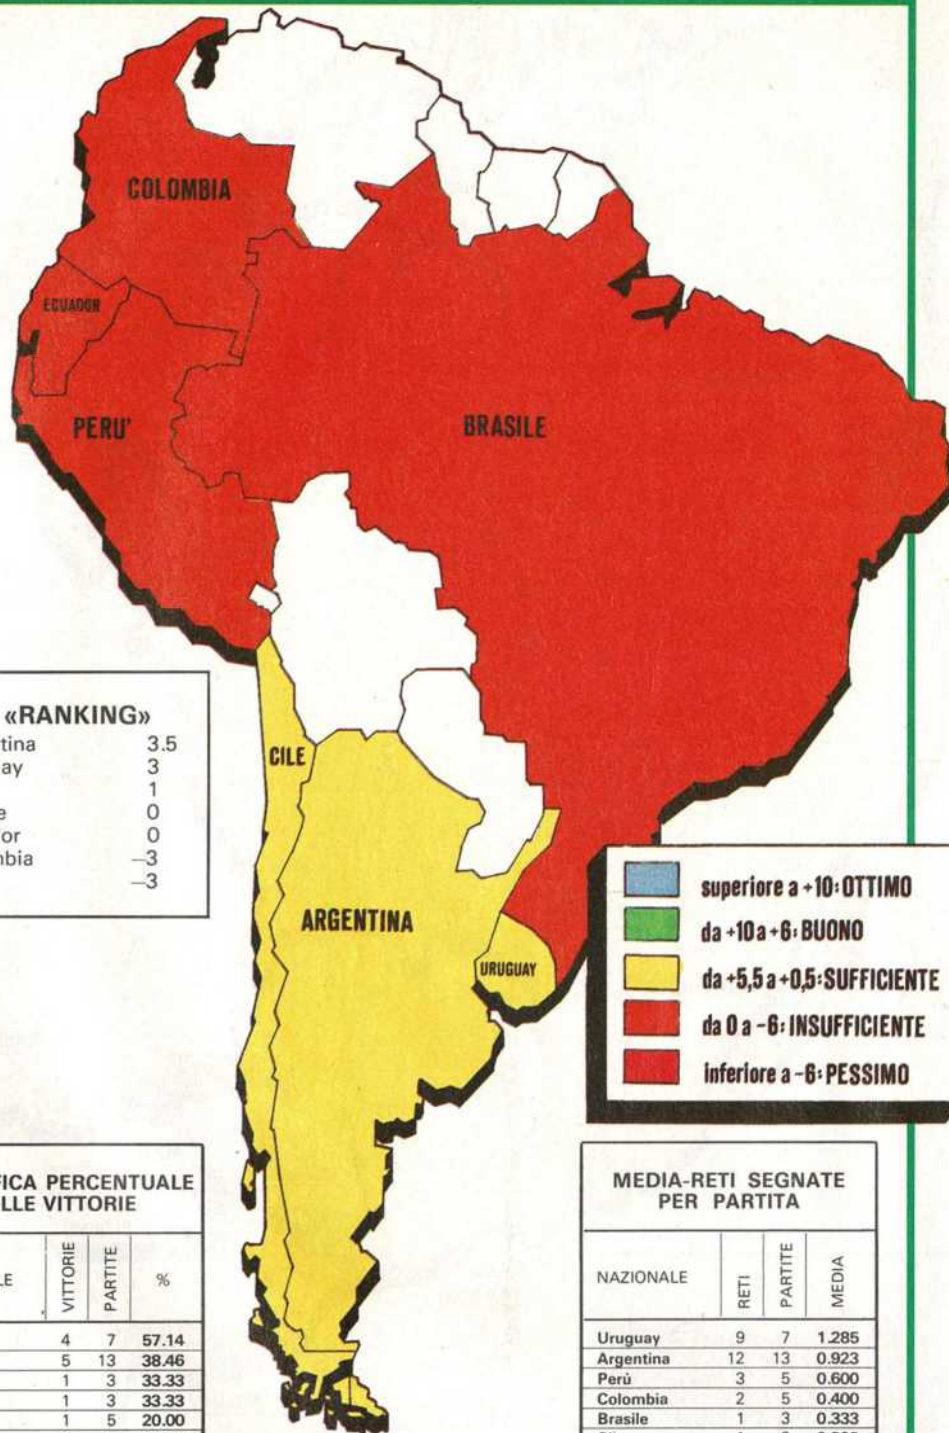 COLOMBIA
ECUADOR
PERU'
BRASILE
CILE
ARGENTINA
URUGUAY
«RANKING»
tina 3.5
ay 3
1
e 0
or 0
nbia –3
–3
superiore a +10: OTTIMO
da +10 a +6: BUONO
da +5,5 a +0,5: SUFFICIENTE
da 0 a -6: INSUFFICIENTE
inferiore a -6: PESSIMO
FICA PERCENTUALE
LLE VITTORIE
LE VITTORIE PARTITE %
4 7 57.14
5 13 38.46
1 3 33.33
1 3 33.33
1 5 20.00
MEDIA-RETI SEGNATE
PER PARTITA
NAZIONALE RETI PARTITE MEDIA
Uruguay 9 7 1.285
Argentina 12 13 0.923
Perù 3 5 0.600
Colombia 2 5 0.400
Brasile 1 3 0.333